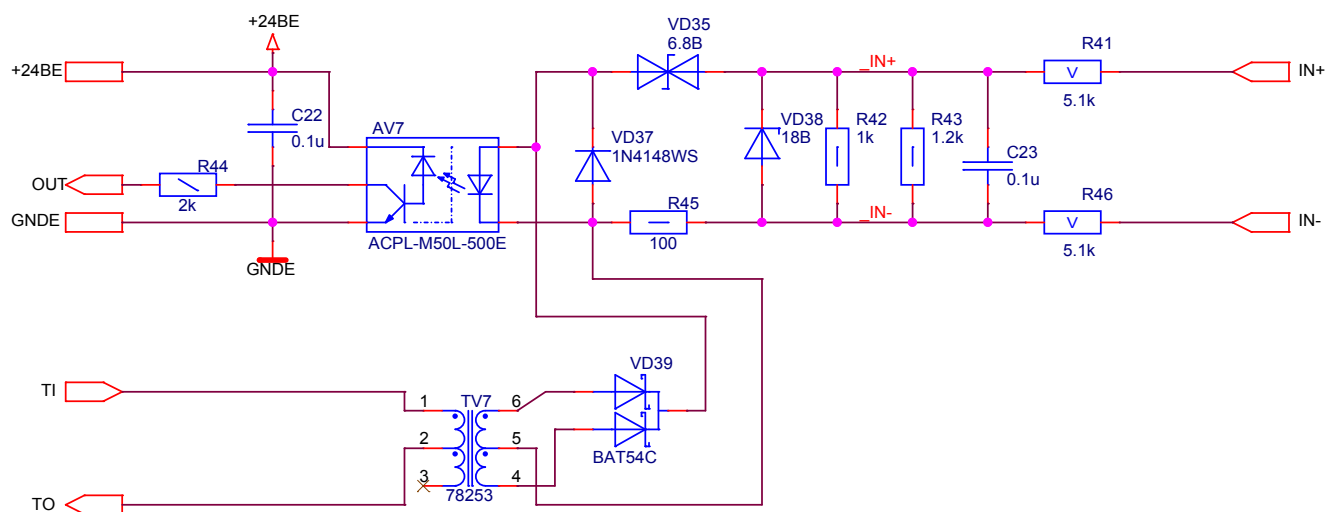 +24BE
VD35
6.8B
R41
+24BE
_IN+
V
IN+
5.1k
C22
0.1u
AV7
VD37
1N4148WS
VD38
18B
R42
1k
R43
1.2k
C23
0.1u
R44
OUT
2k
R45
R46
GNDE
_IN-
V
IN-
ACPL-M50L-500E
100
5.1k
GNDE
VD39
TI
1
TV7
6
2
5
BAT54C
3
4
78253
TO